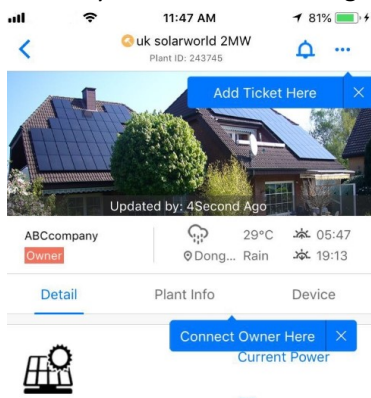 11:47 AM
81%
uk solarworld 2MW
Plant ID: 243745
Add Ticket Here
Updated by: 4Second Ago
ABCcompany
29°C
05:47
Owner
Dong... Rain
19:13
Detail
Plant Info
Device
Connect Owner Here
Current Power